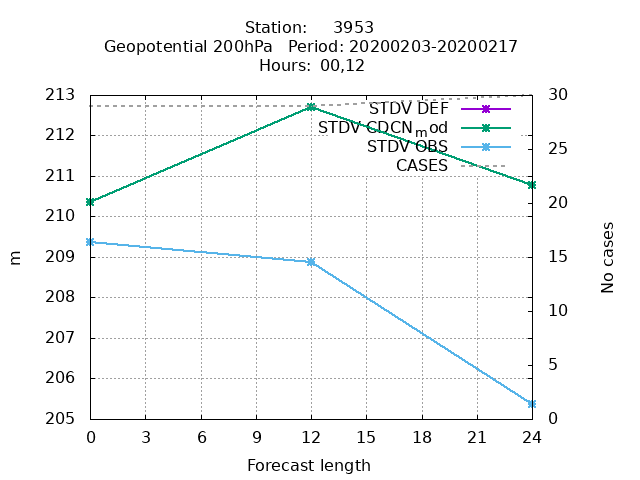 Station: 3953
Geopotential 200hPa Period: 20200203-20200217
Hours: 00,12
213
212
211
210
209
208
207
206
205
m
30
25
20
15
10
5
0
No cases
STDV DEF
STDV CDCN_mod
STDV OBS
CASES
0 3 6 9 12 15 18 21 24
Forecast length